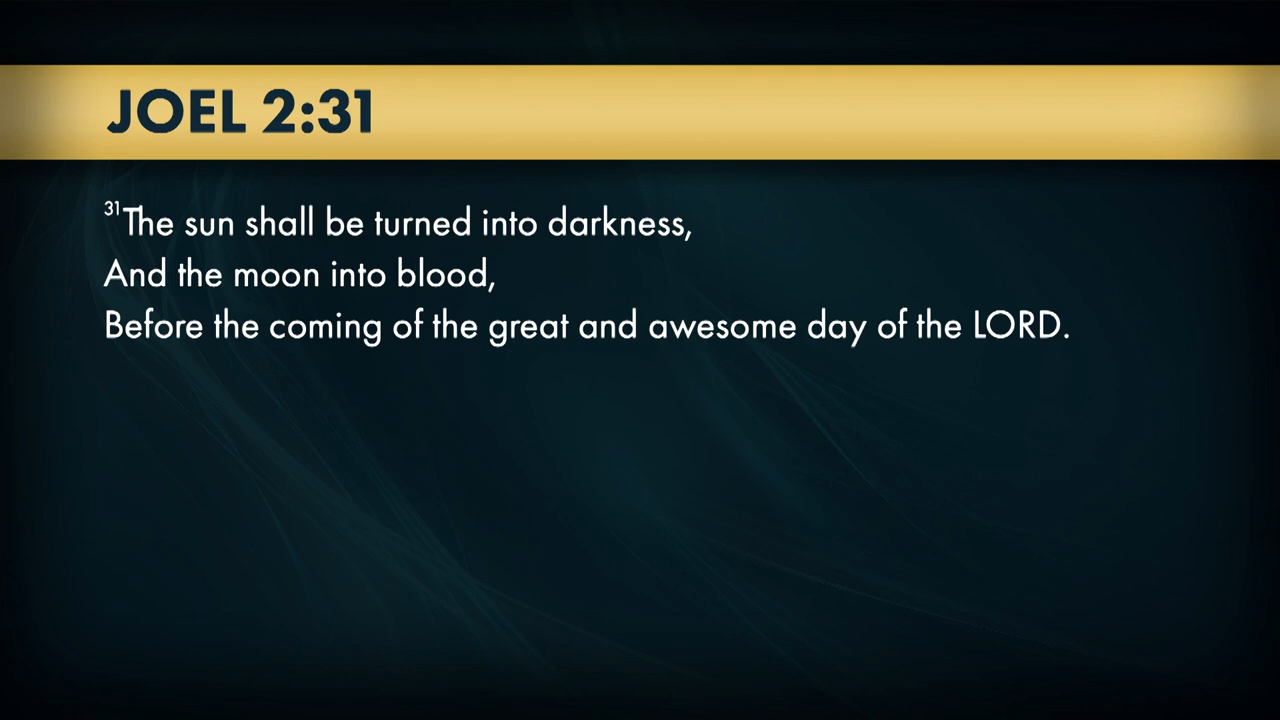 JOEL 2:31
31The sun shall be turned into darkness,
And the moon into blood,
Before the coming of the great and awesome day of the LORD.